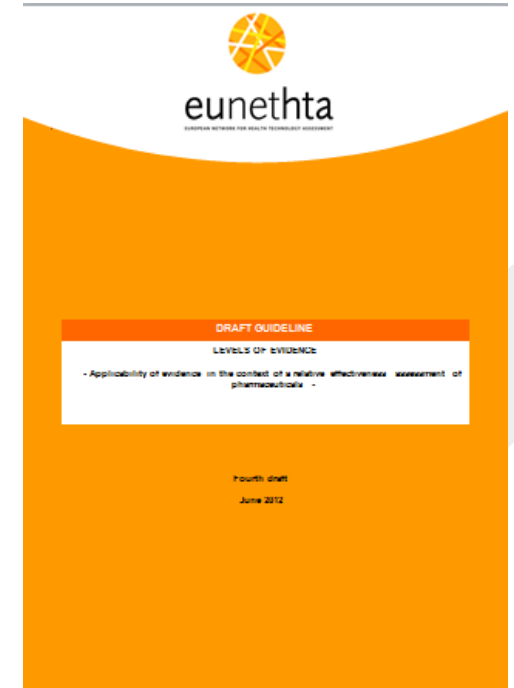 eunethta
EUROPEAN NETWORK FOR HEALTH TECHNOLOGY ASSESSMENT
DRAFT GUIDELINE
LEVELS OF EVIDENCE
- Applicability of evidence in the context of a relative effectiveness assessment of
pharmaceuticals -
Fourth draft
June 2012